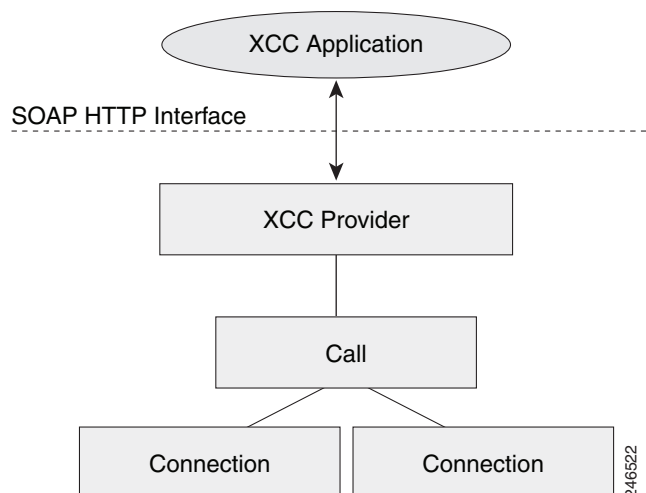 XCC Application
SOAP HTTP Interface
XCC Provider
Call
Connection
Connection
246522